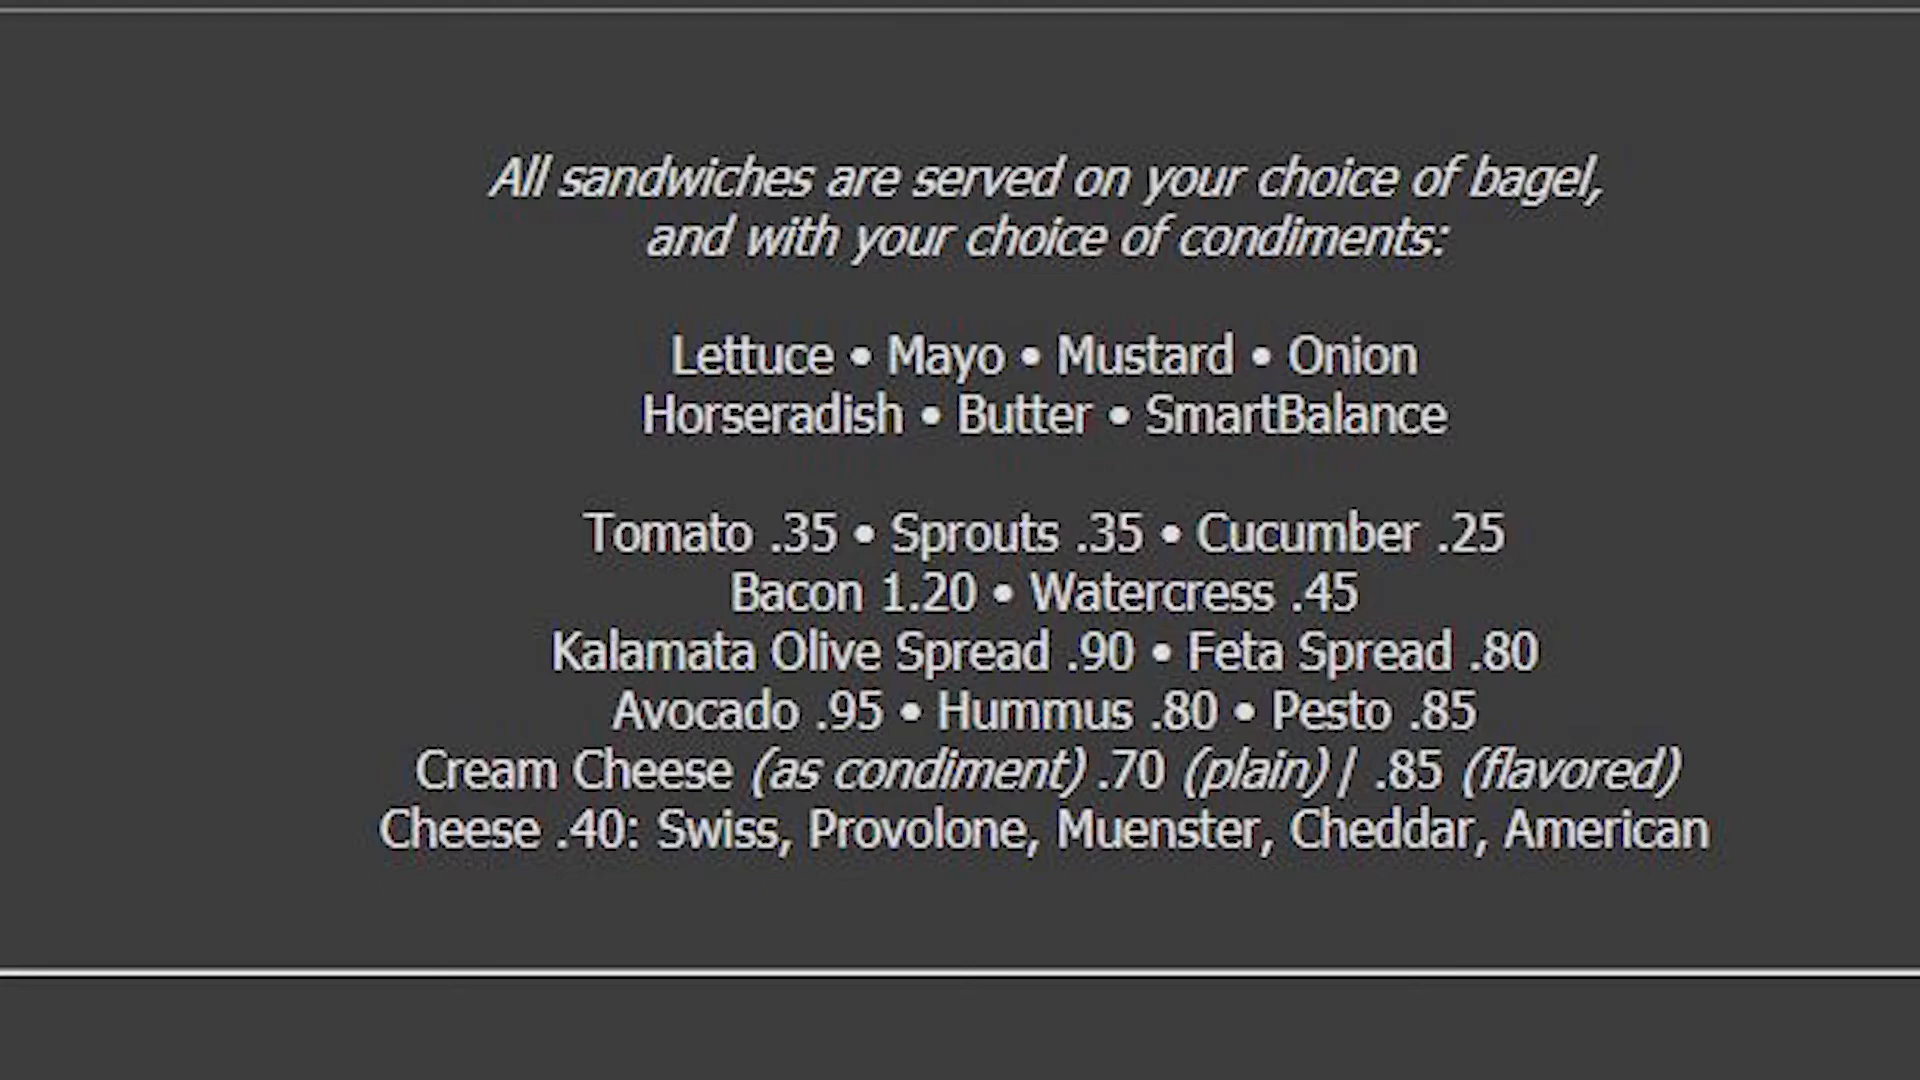 All sandwiches are served on your choice of bagel,
and with your choice of condiments:
Lettuce • Mayo • Mustard • Onion
Horseradish • Butter • SmartBalance
Tomato .35 • Sprouts .35 • Cucumber .25
Bacon 1.20 • Watercress .45
Kalamata Olive Spread .90 • Feta Spread .80
Avocado .95 • Hummus .80 • Pesto .85
Cream Cheese (as condiment) .70 (plain) / .85 (flavored)
Cheese .40: Swiss, Provolone, Muenster, Cheddar, American